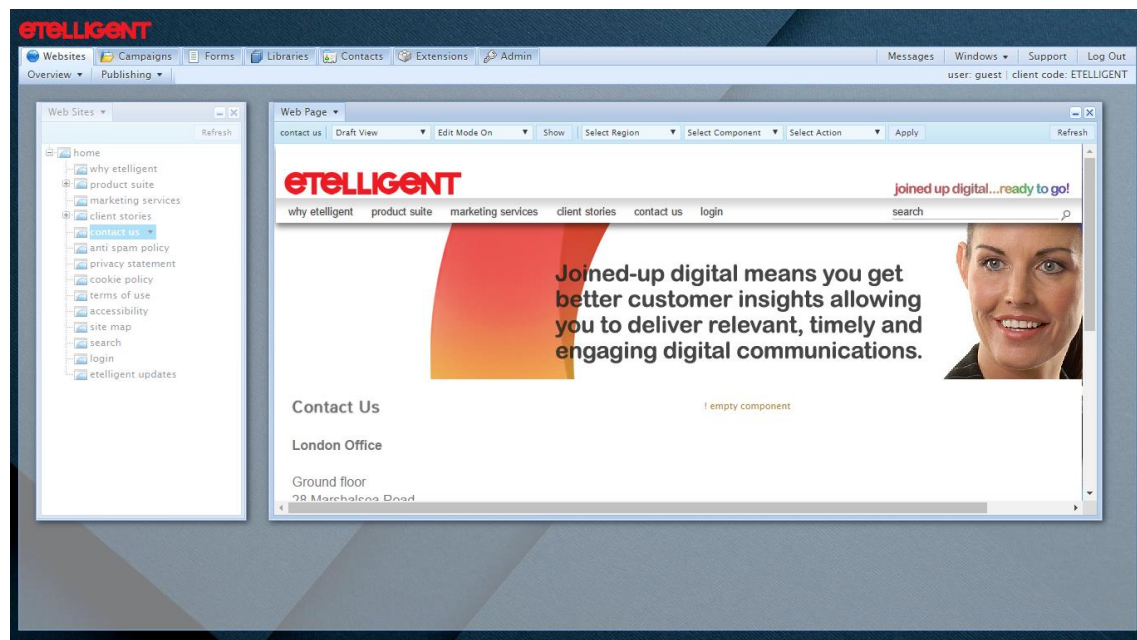 eTELLIGENT
Websites Campaigns Forms Libraries Contacts Extensions Admin Messages Windows Support Log Out
Overview Publishing user: guest | client code: ETELLIGENT
Web Sites
Refresh
home
why etelligent
product suite
marketing services
client stories
contact us
anti spam policy
privacy statement
cookie policy
terms of use
accessibility
site map
search
login
etelligent updates
Web Page
contact us Draft View Edit Mode On Show Select Region Select Component Select Action Apply Refresh
eTELLIGENT
joined up digital...ready to go!
why etelligent product suite marketing services client stories contact us login search
Joined-up digital means you get
better customer insights allowing
you to deliver relevant, timely and
engaging digital communications.
Contact Us
! empty component
London Office
Ground floor
28 Marshalsea Road